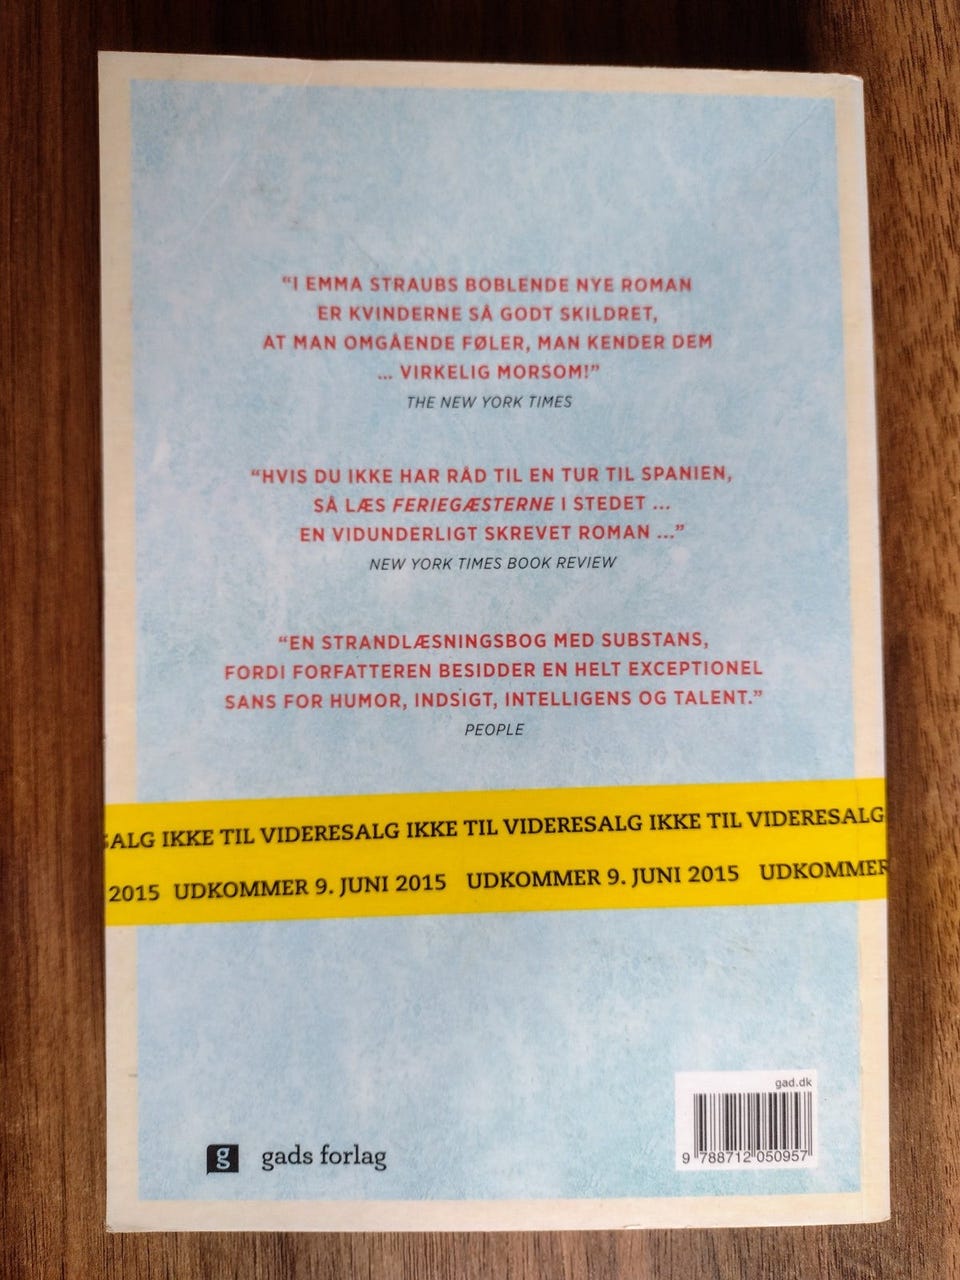 “I EMMA STRAUBS BOBLENDE NYE ROMAN
ER KVINDERNE SÅ GODT SKILDRET,
AT MAN OMGÅENDE FØLER, MAN KENDER DEM
... VIRKELIG MORSOM!”
THE NEW YORK TIMES
“HVIS DU IKKE HAR RÅD TIL EN TUR TIL SPANIEN,
SÅ LÆS FERIEGÆSTERNE I STEDET ...
EN VIDUNDERLIGT SKREVET ROMAN ...”
NEW YORK TIMES BOOK REVIEW
“EN STRANDLÆSNINGSBOG MED SUBSTANS,
FORDI FORFATTEREN BESIDDER EN HELT EXCEPTIONEL
SANS FOR HUMOR, INDSIGT, INTELLIGENS OG TALENT.”
PEOPLE
SALG IKKE TIL VIDERESALG IKKE TIL VIDERESALG IKKE TIL VIDERESALG
2015 UDKOMMER 9. JUNI 2015 UDKOMMER 9. JUNI 2015 UDKOMMER
gad.dk
9 788712 050957
g gads forlag